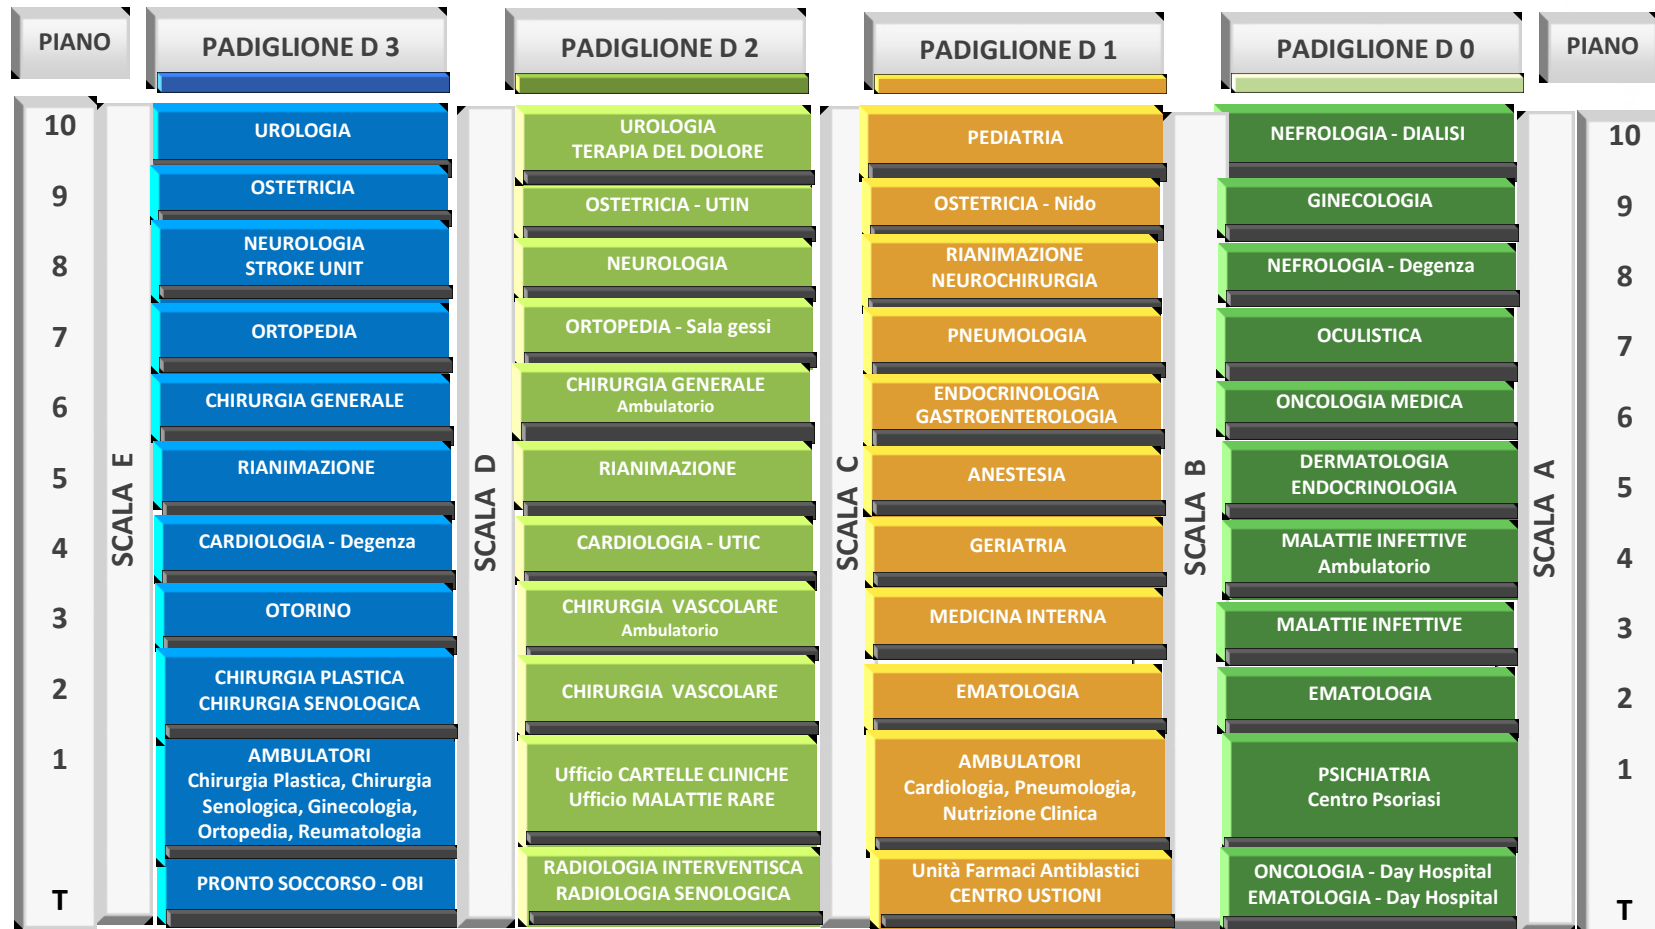 PIANO
PADIGLIONE D 3
PADIGLIONE D 2
PADIGLIONE D 1
PADIGLIONE D 0
PIANO
10
UROLOGIA
UROLOGIA
TERAPIA DEL DOLORE
PEDIATRIA
NEFROLOGIA - DIALISI
10
9
OSTETRICIA
OSTETRICIA - UTIN
OSTETRICIA - Nido
GINECOLOGIA
9
8
NEUROLOGIA
STROKE UNIT
NEUROLOGIA
RIANIMAZIONE
NEUROCHIRURGIA
NEFROLOGIA - Degenza
8
7
ORTOPEDIA
ORTOPEDIA - Sala gessi
PNEUMOLOGIA
OCULISTICA
7
6
CHIRURGIA GENERALE
CHIRURGIA GENERALE
Ambulatorio
ENDOCRINOLOGIA
GASTROENTEROLOGIA
ONCOLOGIA MEDICA
6
5
SCALA E
RIANIMAZIONE
SCALA D
RIANIMAZIONE
SCALA C
ANESTESIA
SCALA B
DERMATOLOGIA
ENDOCRINOLOGIA
SCALA A
5
4
CARDIOLOGIA - Degenza
CARDIOLOGIA - UTIC
GERIATRIA
MALATTIE INFETTIVE
Ambulatorio
4
3
OTORINO
CHIRURGIA VASCOLARE
Ambulatorio
MEDICINA INTERNA
MALATTIE INFETTIVE
3
2
CHIRURGIA PLASTICA
CHIRURGIA SENOLOGICA
CHIRURGIA VASCOLARE
EMATOLOGIA
EMATOLOGIA
2
1
AMBULATORI
Chirurgia Plastica, Chirurgia
Senologica, Ginecologia,
Ortopedia, Reumatologia
Ufficio CARTELLE CLINICHE
Ufficio MALATTIE RARE
AMBULATORI
Cardiologia, Pneumologia,
Nutrizione Clinica
PSICHIATRIA
Centro Psoriasi
1
T
PRONTO SOCCORSO - OBI
RADIOLOGIA INTERVENTISCA
RADIOLOGIA SENOLOGICA
Unità Farmaci Antiblastici
CENTRO USTIONI
ONCOLOGIA - Day Hospital
EMATOLOGIA - Day Hospital
T